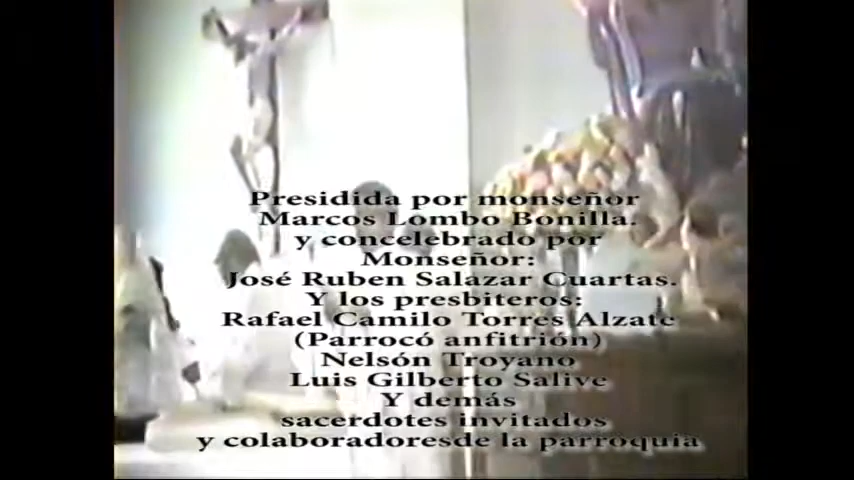 Presidida por monseñor
Marcos Lombo Bonilla.
y concelebrado por
Monseñor:
José Ruben Salazar Cuartas.
Y los presbiteros:
Rafael Camilo Torres Alzate
(Parrocó anfitrión)
Nelsón Troyano
Luis Gilberto Salive
Y demás
sacerdotes invitados
y colaboradoresde la parroquia